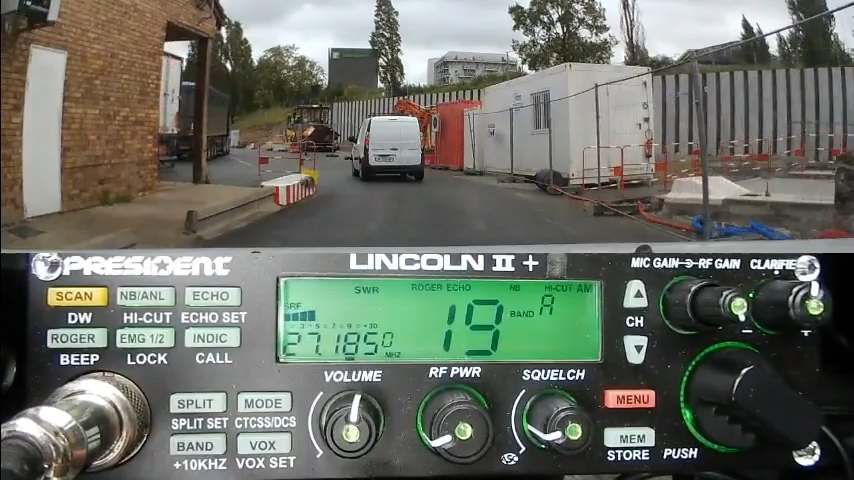 PRESIDENT
LINCOLN II +
MIC GAIN RF GAIN CLARIFIER
SCAN NB/ANL ECHO
DW HI-CUT ECHO SET
ROGER EMG 1/2 INDIC
BEEP LOCK CALL
SWR ROGER ECHO NB HI-CUT AM
SRF
BAND A
19
27.1850 MHz
CH
VOLUME RF PWR SQUELCH
SPLIT MODE
SPLIT SET CTCSS/DCS
BAND VOX
+10KHz VOX SET
ASC
MENU
MEM
STORE PUSH